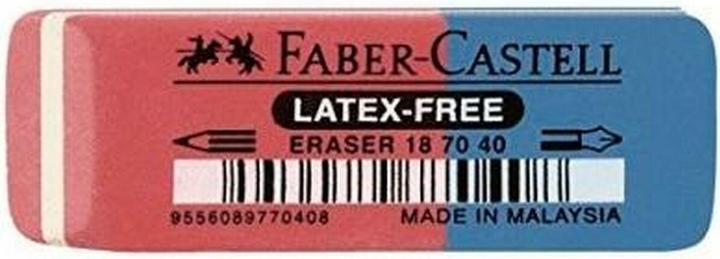 FABER-CASTELL
LATEX-FREE
ERASER 18 70 40
9556089770408 MADE IN MALAYSIA